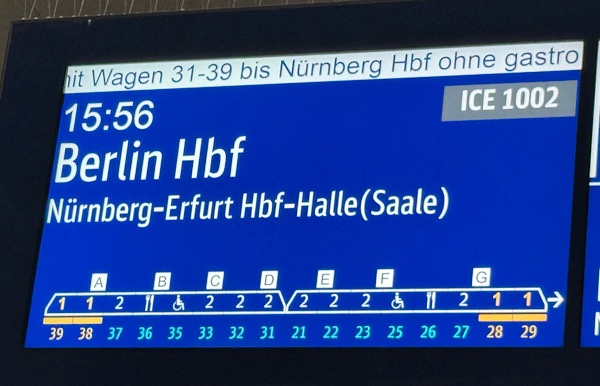 mit Wagen 31-39 bis Nürnberg Hbf ohne gastro
15:56
ICE 1002
Berlin Hbf
Nürnberg-Erfurt Hbf-Halle(Saale)
A B C D E F G
1 1 2 2 2 2 2 2 2 2 1 1
39 38 37 36 35 33 32 31 21 22 23 25 26 27 28 29